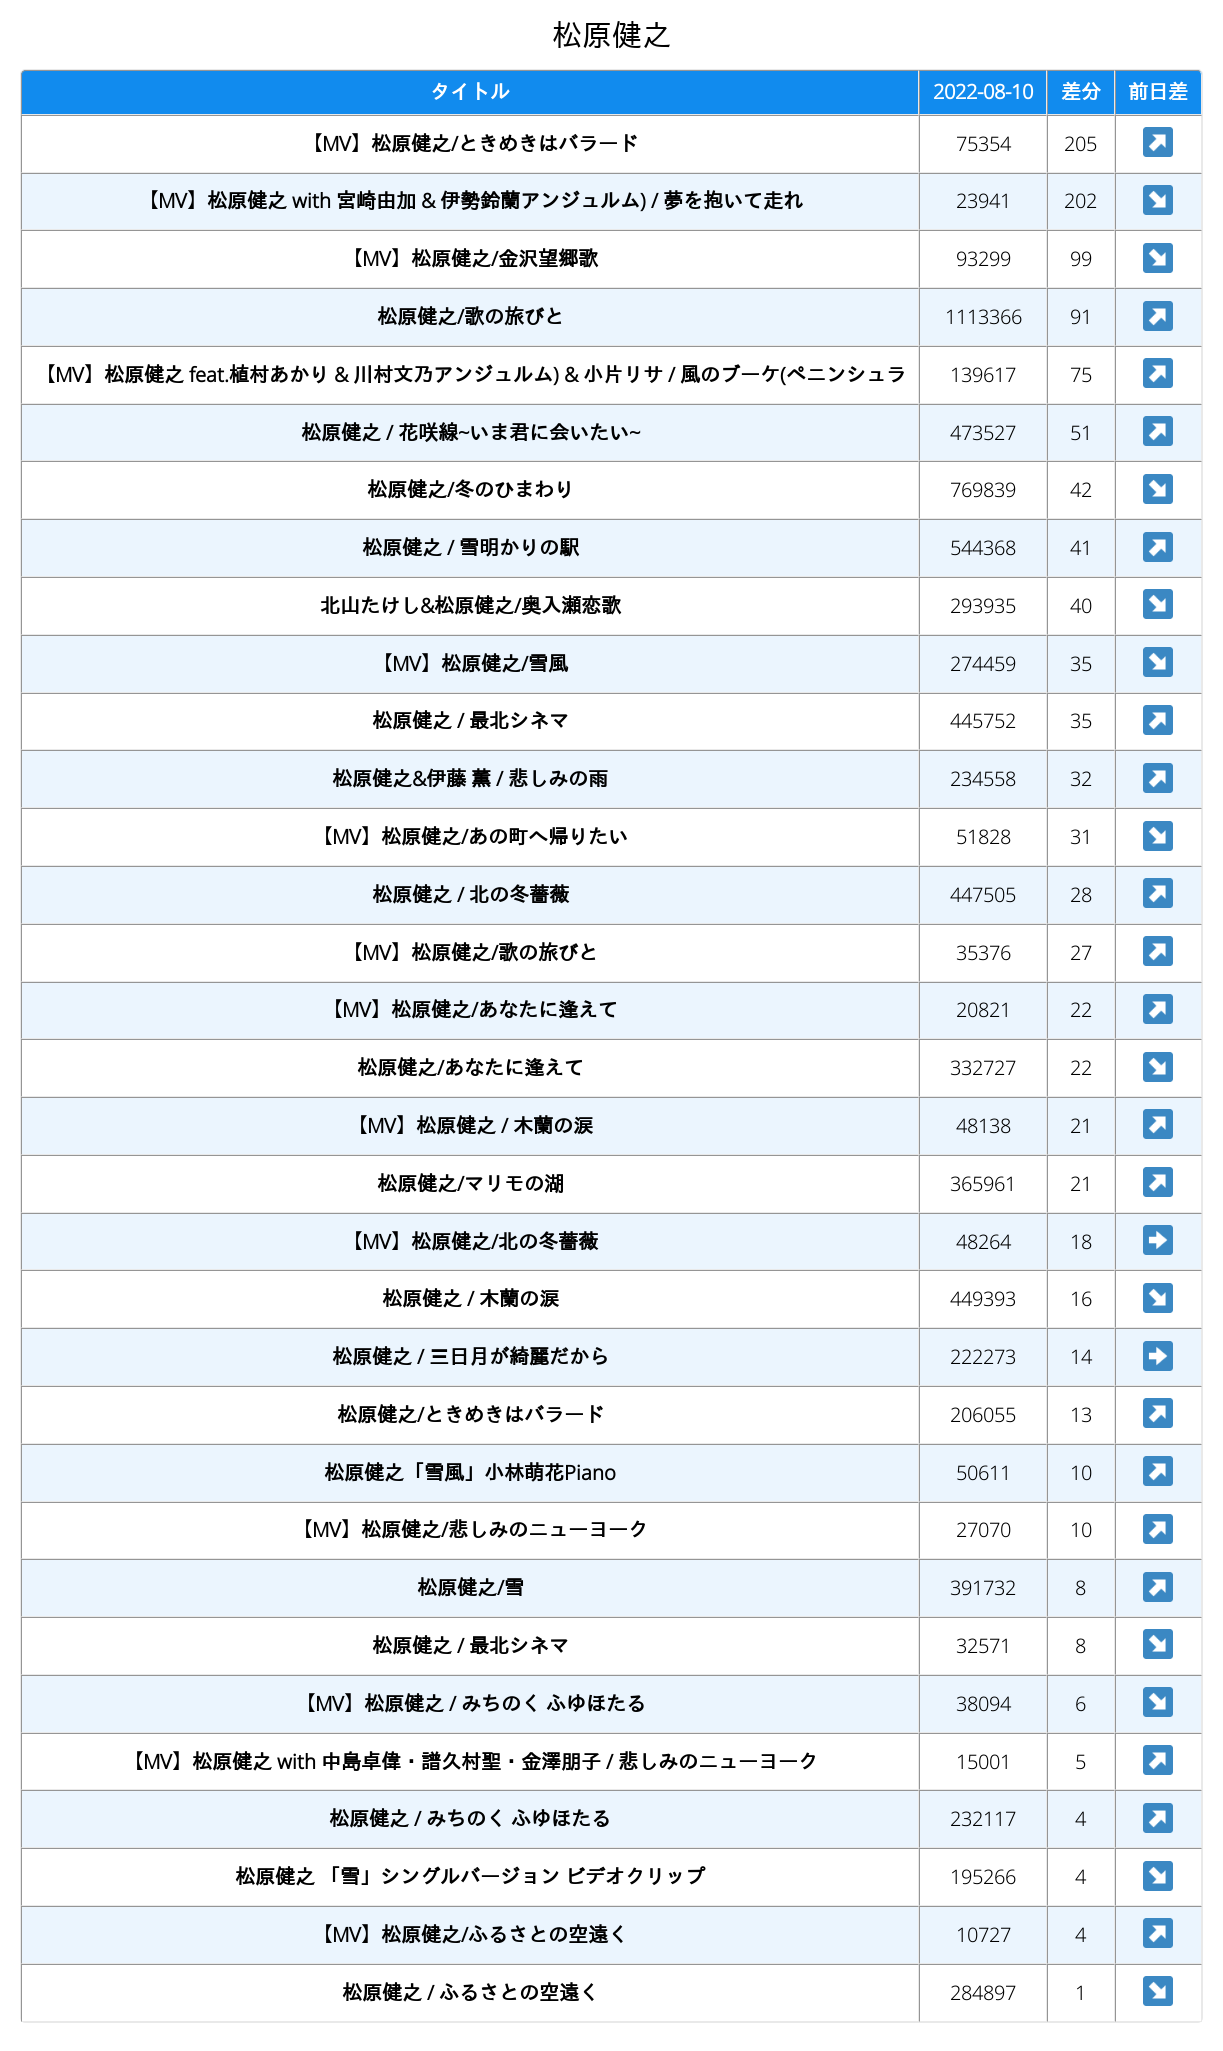 松原健之
タイトル 2022-08-10 差分 前日差
【MV】松原健之/ときめきはバラード 75354 205 ↗
【MV】松原健之 with 宮崎由加 & 伊勢鈴蘭アンジュルム) / 夢を抱いて走れ 23941 202 ↘
【MV】松原健之/金沢望郷歌 93299 99 ↘
松原健之/歌の旅びと 1113366 91 ↗
【MV】松原健之 feat.植村あかり & 川村文乃アンジュルム) & 小片リサ / 風のブーケ(ペニンシュラ 139617 75 ↗
松原健之 / 花咲線~いま君に会いたい~ 473527 51 ↗
松原健之/冬のひまわり 769839 42 ↘
松原健之 / 雪明かりの駅 544368 41 ↗
北山たけし&松原健之/奥入瀬恋歌 293935 40 ↘
【MV】松原健之/雪風 274459 35 ↘
松原健之 / 最北シネマ 445752 35 ↗
松原健之&伊藤 薫 / 悲しみの雨 234558 32 ↗
【MV】松原健之/あの町へ帰りたい 51828 31 ↘
松原健之 / 北の冬薔薇 447505 28 ↗
【MV】松原健之/歌の旅びと 35376 27 ↗
【MV】松原健之/あなたに逢えて 20821 22 ↗
松原健之/あなたに逢えて 332727 22 ↘
【MV】松原健之 / 木蘭の涙 48138 21 ↗
松原健之/マリモの湖 365961 21 ↗
【MV】松原健之/北の冬薔薇 48264 18 ➡
松原健之 / 木蘭の涙 449393 16 ↘
松原健之 / 三日月が綺麗だから 222273 14 ➡
松原健之/ときめきはバラード 206055 13 ↗
松原健之「雪風」小林萌花Piano 50611 10 ↗
【MV】松原健之/悲しみのニューヨーク 27070 10 ↗
松原健之/雪 391732 8 ↗
松原健之 / 最北シネマ 32571 8 ↘
【MV】松原健之 / みちのく ふゆほたる 38094 6 ↘
【MV】松原健之 with 中島卓偉・譜久村聖・金澤朋子 / 悲しみのニューヨーク 15001 5 ↗
松原健之 / みちのく ふゆほたる 232117 4 ↗
松原健之 「雪」シングルバージョン ビデオクリップ 195266 4 ↘
【MV】松原健之/ふるさとの空遠く 10727 4 ↗
松原健之 / ふるさとの空遠く 284897 1 ↘